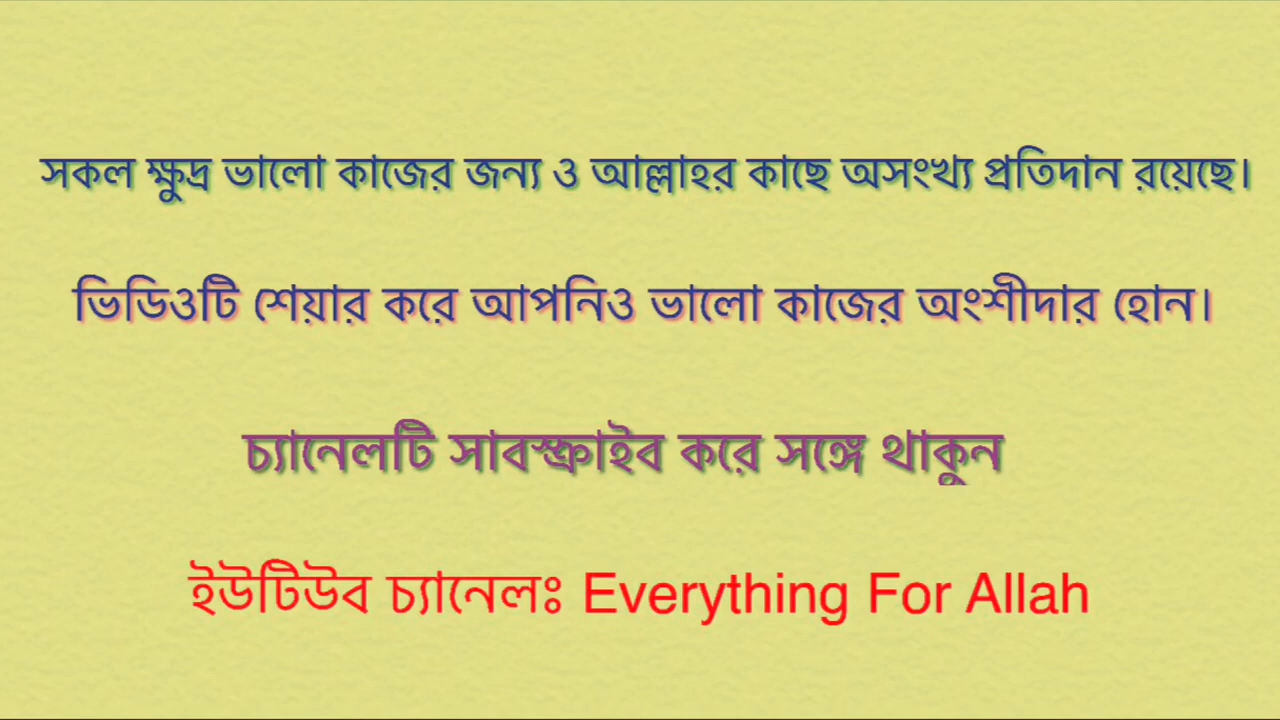 সকল ক্ষুদ্র ভালো কাজের জন্য ও আল্লাহর কাছে অসংখ্য প্রতিদান রয়েছে।
ভিডিওটি শেয়ার করে আপনিও ভালো কাজের অংশীদার হোন।
চ্যানেলটি সাবস্ক্রাইব করে সঙ্গে থাকুন
ইউটিউব চ্যানেলঃ Everything For Allah